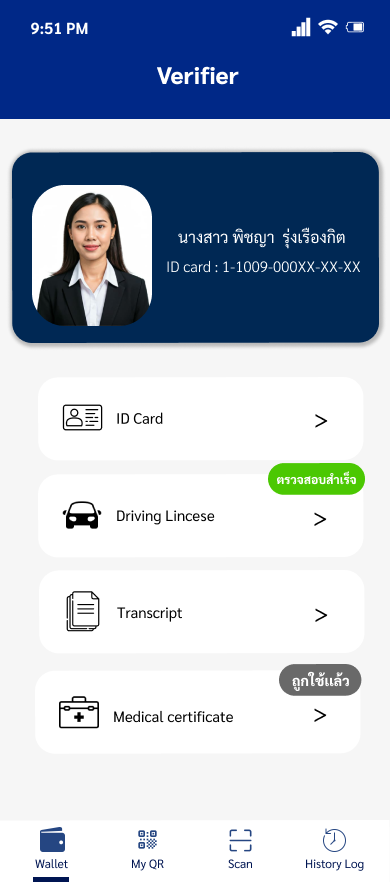 9:51 PM
Verifier
นางสาว พิชญา รุ่งเรืองกิต
ID card : 1-1009-000XX-XX-XX
ID Card
>
ตรวจสอบสำเร็จ
Driving Lincese
>
Transcript
>
ถูกใช้แล้ว
Medical certificate
>
Wallet
My QR
Scan
History Log